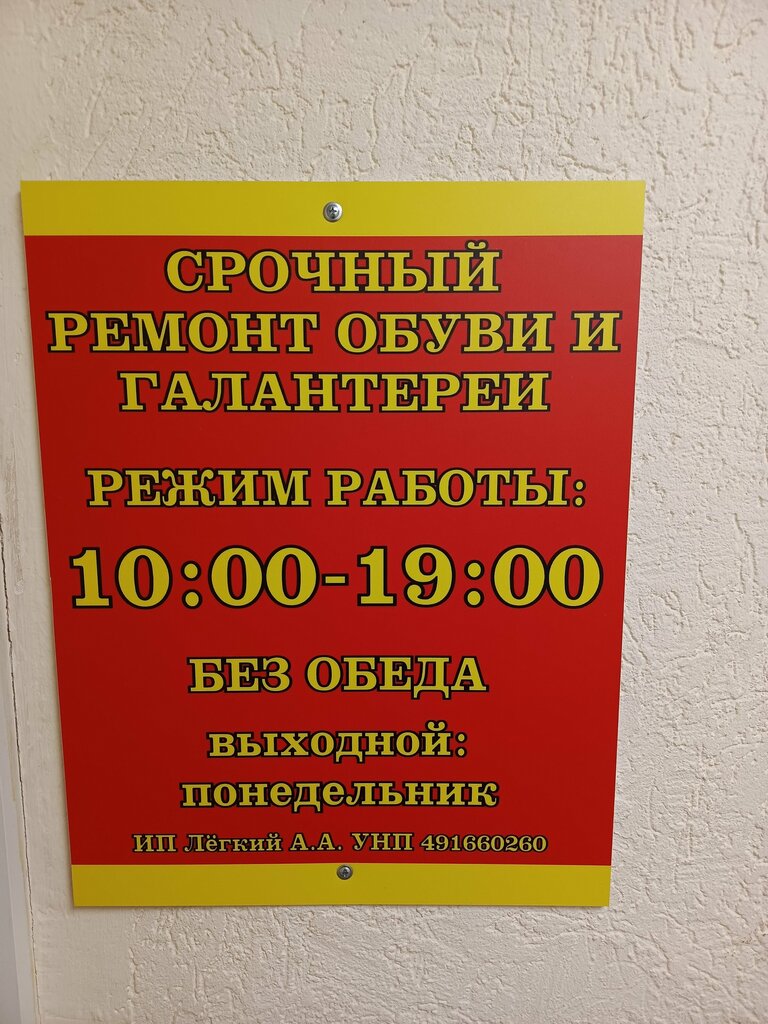 СРОЧНЫЙ
РЕМОНТ ОБУВИ И
ГАЛАНТЕРЕИ
РЕЖИМ РАБОТЫ:
10:00-19:00
БЕЗ ОБЕДА
выходной:
понедельник
ИП Лёгкий А.А. УНП 491660260